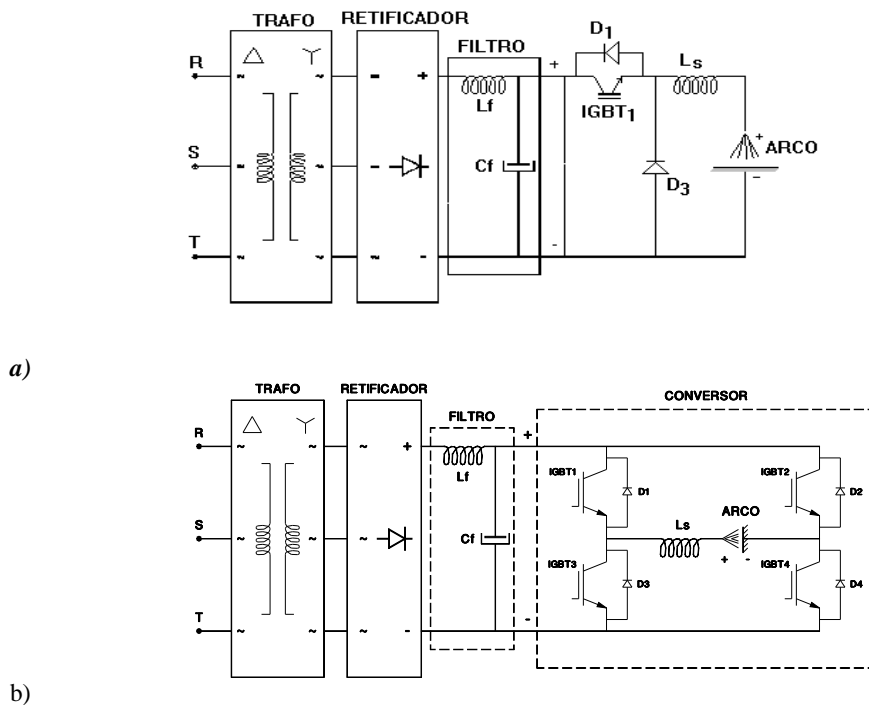 TRAFO
RETIFICADOR
FILTRO
D1
Ls
R
~ ~ = +
+
Lf
IGBT1
S
=
Cf
D3
+
ARCO
-
T
~ ~ ~ -
-
a)
TRAFO
RETIFICADOR
FILTRO
CONVERSOR
R
~ ~ ~ +
+
Lf
IGBT1
D1
IGBT2
D2
S
~
Cf
Ls
ARCO
+ -
IGBT3
D3
IGBT4
D4
T
~ ~ ~ -
-
b)